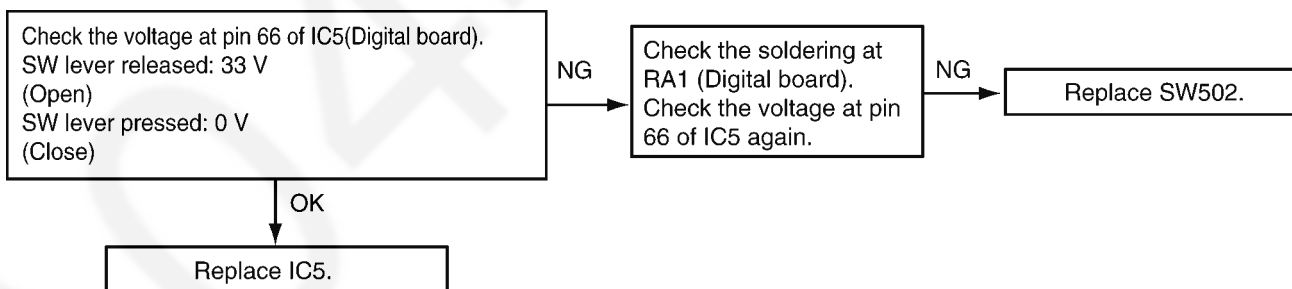 Check the voltage at pin 66 of IC5(Digital board).
SW lever released: 33 V
(Open)
SW lever pressed: 0 V
(Close)
NG
Check the soldering at
RA1 (Digital board).
Check the voltage at pin
66 of IC5 again.
NG
Replace SW502.
OK
Replace IC5.